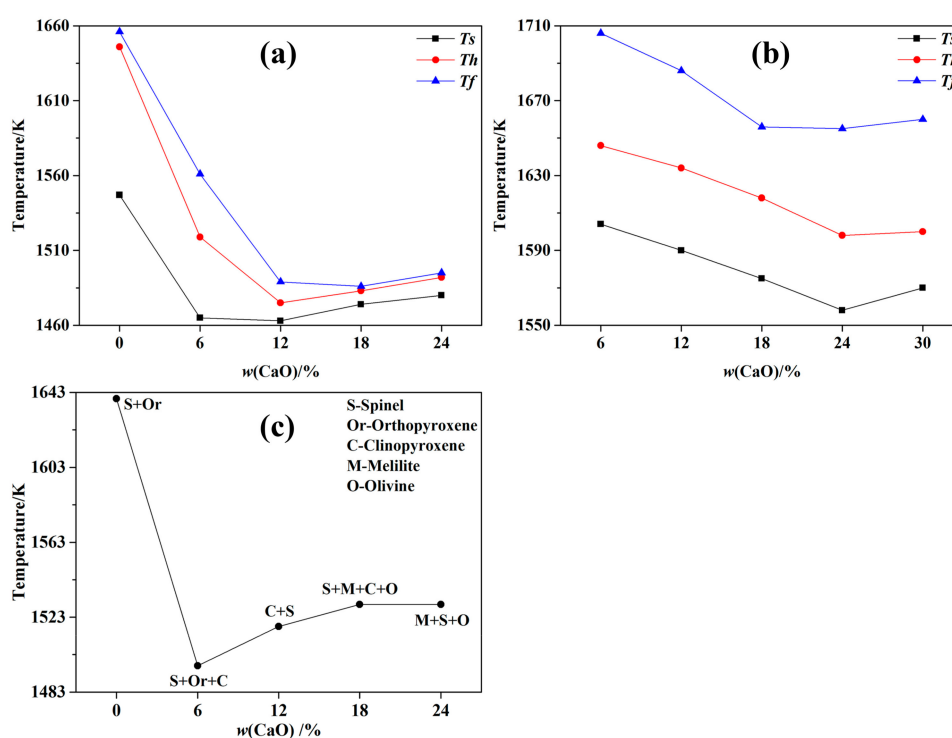 1660
1610
1560
1510
1460
Temperature/K
(a)
Ts
Th
Tf
0 6 12 18 24
w(CaO)/%
1710
1670
1630
1590
1550
Temperature/K
(b)
6 12 18 24 30
w(CaO)/%
1643
1603
1563
1523
1483
Temperature/K
(c)
S-Spinel
Or-Orthopyroxene
C-Clinopyroxene
M-Melilite
O-Olivine
S+Or
S+Or+C
C+S
S+M+C+O
M+S+O
0 6 12 18 24
w(CaO) /%